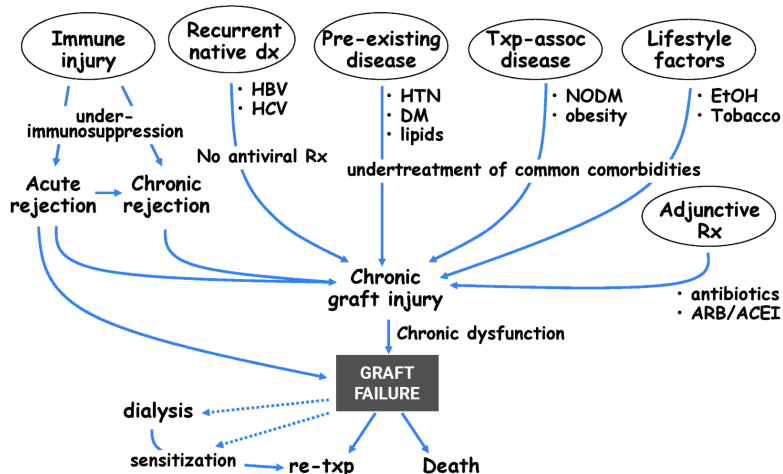 Immune
injury
Recurrent
native dx
Pre-existing
disease
Txp-assoc
disease
Lifestyle
factors
• HBV
• HCV
• HTN
• DM
• lipids
• NODM
• obesity
• EtOH
• Tobacco
under-
immunosuppression
No antiviral Rx
undertreatment of common comorbidities
Acute
rejection
Chronic
rejection
Adjunctive
Rx
Chronic
graft injury
• antibiotics
• ARB/ACEI
Chronic dysfunction
GRAFT
FAILURE
dialysis
sensitization
re-txp
Death